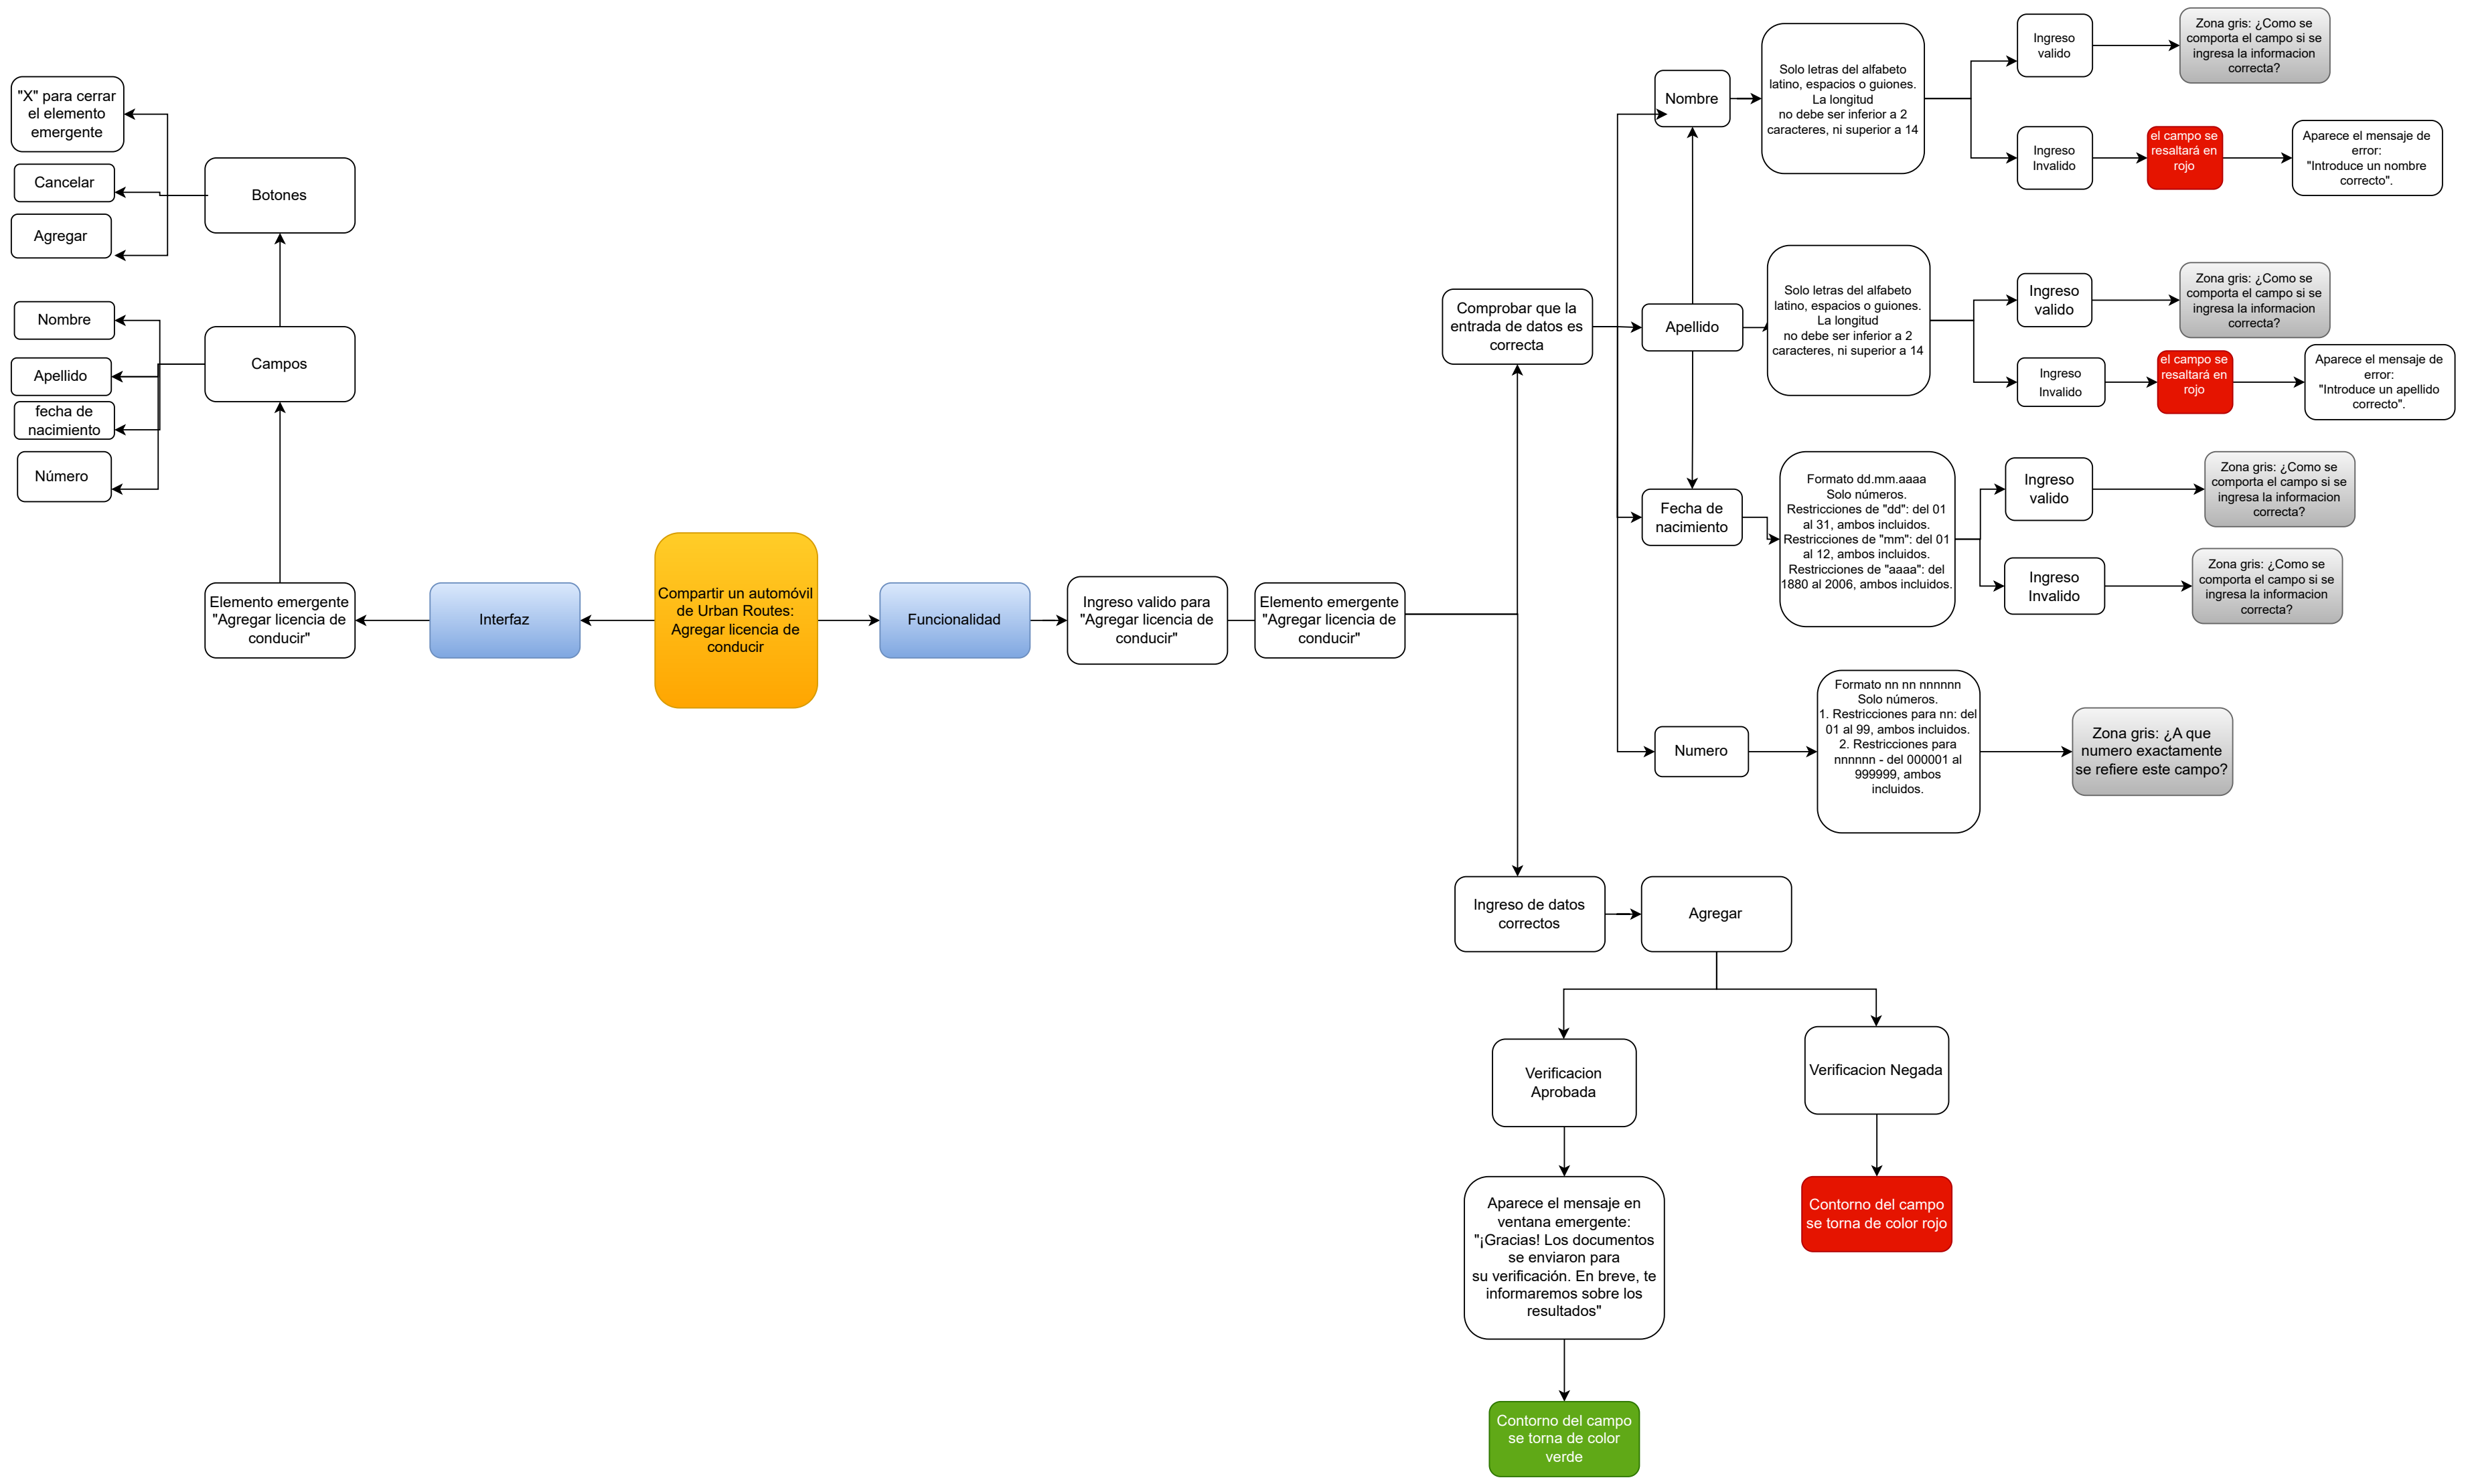 "X" para cerrar
el elemento
emergente
Cancelar
Agregar
Botones
Nombre
Apellido
fecha de
nacimiento
Número
Campos
Elemento emergente
"Agregar licencia de
conducir"
Interfaz
Compartir un automóvil
de Urban Routes:
Agregar licencia de
conducir
Funcionalidad
Ingreso valido para
"Agregar licencia de
conducir"
Elemento emergente
"Agregar licencia de
conducir"
Comprobar que la
entrada de datos es
correcta
Nombre
Solo letras del alfabeto
latino, espacios o guiones.
La longitud
no debe ser inferior a 2
caracteres, ni superior a 14
Ingreso
valido
Zona gris: ¿Como se
comporta el campo si se
ingresa la informacion
correcta?
Ingreso
Invalido
el campo se
resaltará en
rojo
Aparece el mensaje de
error:
"Introduce un nombre
correcto".
Apellido
Solo letras del alfabeto
latino, espacios o guiones.
La longitud
no debe ser inferior a 2
caracteres, ni superior a 14
Ingreso
valido
Zona gris: ¿Como se
comporta el campo si se
ingresa la informacion
correcta?
Ingreso
Invalido
el campo se
resaltará en
rojo
Aparece el mensaje de
error:
"Introduce un apellido
correcto".
Fecha de
nacimiento
Formato dd.mm.aaaa
Solo números.
Restricciones de "dd": del 01
al 31, ambos incluidos.
Restricciones de "mm": del 01
al 12, ambos incluidos.
Restricciones de "aaaa": del
1880 al 2006, ambos incluidos.
Ingreso
valido
Zona gris: ¿Como se
comporta el campo si se
ingresa la informacion
correcta?
Ingreso
Invalido
Zona gris: ¿Como se
comporta el campo si se
ingresa la informacion
correcta?
Numero
Formato nn nn nnnnnn
Solo números.
1. Restricciones para nn: del
01 al 99, ambos incluidos.
2. Restricciones para
nnnnnn - del 000001 al
999999, ambos
incluidos.
Zona gris: ¿A que
numero exactamente
se refiere este campo?
Ingreso de datos
correctos
Agregar
Verificacion
Aprobada
Verificacion Negada
Aparece el mensaje en
ventana emergente:
"¡Gracias! Los documentos
se enviaron para
su verificación. En breve, te
informaremos sobre los
resultados"
Contorno del campo
se torna de color rojo
Contorno del campo
se torna de color
verde